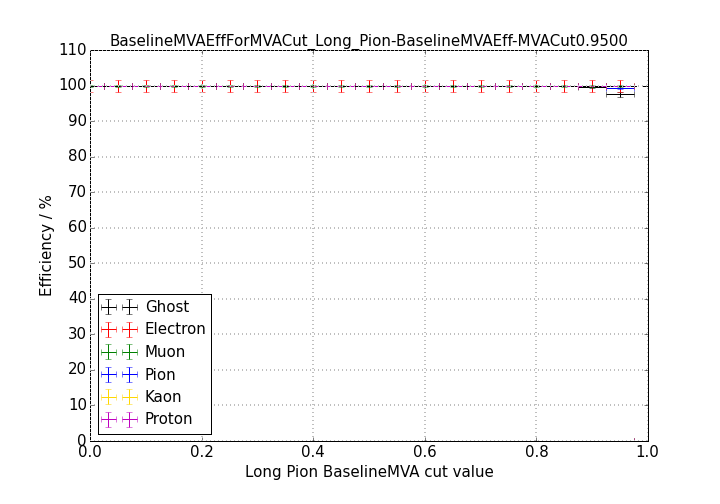 BaselineMVAEffForMVACut_Long_Pion-BaselineMVAEff-MVACut0.9500
110
100
90
80
70
60
50
40
30
20
10
0
Efficiency / %
Ghost
Electron
Muon
Pion
Kaon
Proton
0.0 0.2 0.4 0.6 0.8 1.0
Long Pion BaselineMVA cut value